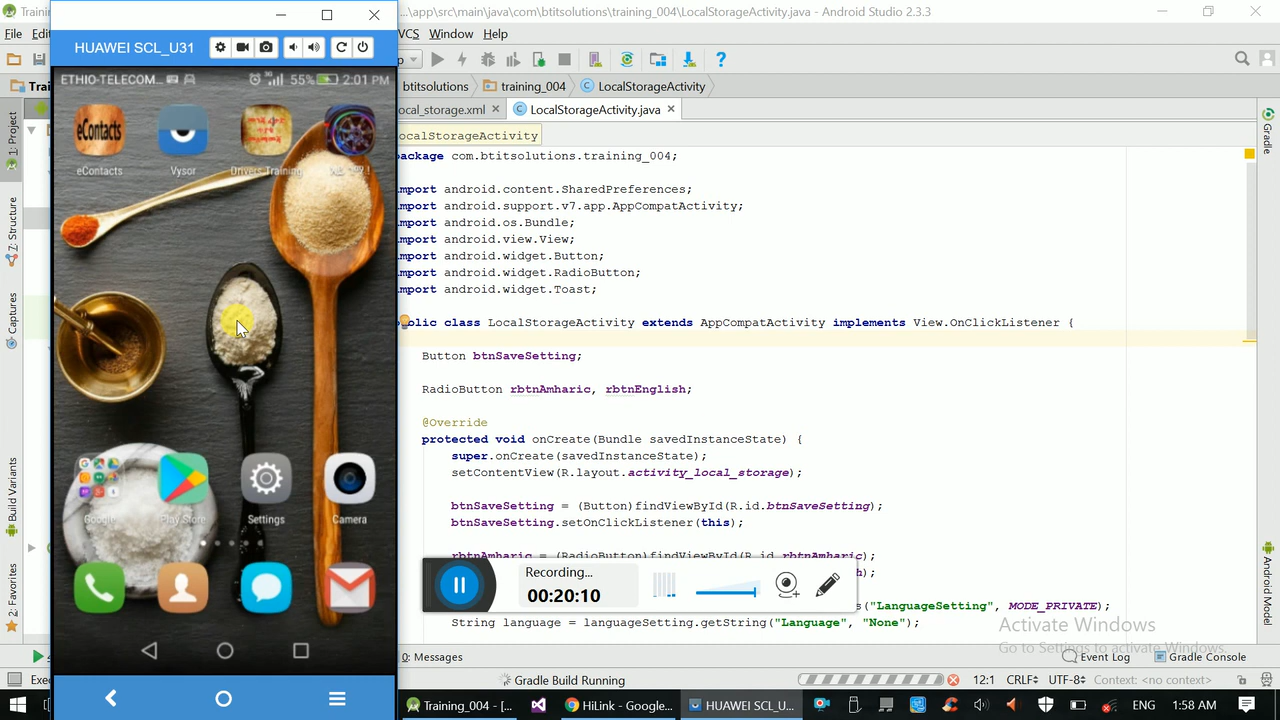 Traini
...\app\src\main\java\com\btitsolutions\training_004\LocalStorageActivity.java - Android Studio 2.3.3
HUAWEI SCL_U31
File Edit
VCS Window Help
ETHIO-TELECOM... 3G 55% 2:01 PM
Trai
btitsolutions training_004 LocalStorageActivity
ocal_storage.xml LocalStorageActivity.java
eContacts
ocalStorageActivity
package com.btitsolutions.training_004;
eContacts Vysor Drivers Training
import android.content.SharedPreferences;
import android.support.v7.app.AppCompatActivity;
import android.os.Bundle;
import android.view.View;
import android.widget.Button;
import android.widget.RadioButton;
import android.widget.Toast;
public class LocalStorageActivity extends AppCompatActivity implements View.OnClickListener {
Button btnSaveSetting;
RadioButton rbtnAmharic, rbtnEnglish;
@Override
protected void onCreate(Bundle savedInstanceState) {
super.onCreate(savedInstanceState);
setContentView(R.layout.activity_local_storage);
btnSaveSetting = (Button)findViewById(R.id.btnSaveSetting);
btnSaveSetting.setOnClickListener(this);
rbtnAmharic = (RadioButton)findViewById(R.id.rbtnAmharic);
h);
s("LanguageSetting", MODE_PRIVATE);
String language = languageSetting.getString("Language", "None");
Google Play Store Settings Camera
Recording...
00:20:10
1: Project
7: Structure
Captures
Build Variants
2: Favorites
Gradle
Android Model
Activate Windows
Go to Settings to activate Windows.
4:
0: Messages
Event Log Gradle Console
Exec
Gradle Build Running
12:1 CRLF UTF-8 Context: <no context>
Training_004 - [... HiLink - Google... HUAWEI SCL_U... ENG 1:58 AM